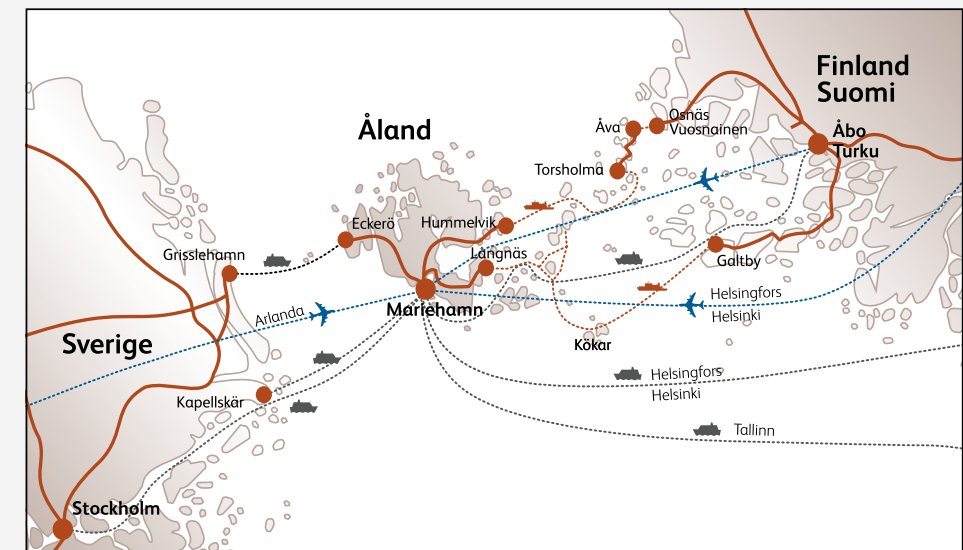 Finland
Suomi
Åland
Osnäs
Vuosnainen
Åva
Åbo
Turku
Torsholma
Eckerö
Hummelvik
Grisslehamn
Långnäs
Galtby
Arlanda
Mariehamn
Helsingfors
Helsinki
Sverige
Kökar
Helsingfors
Helsinki
Kapellskär
Tallinn
Stockholm